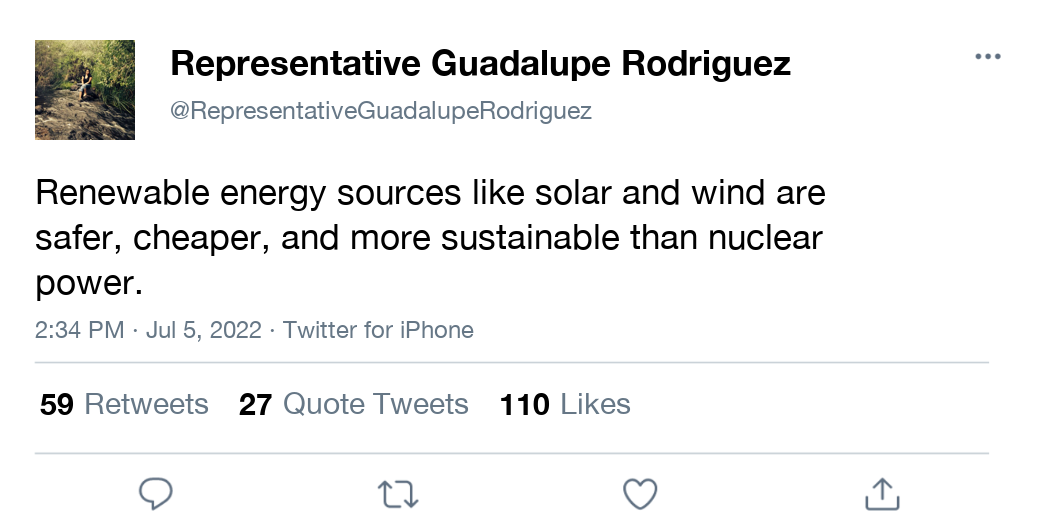 Representative Guadalupe Rodriguez
@RepresentativeGuadalupeRodriguez
Renewable energy sources like solar and wind are
safer, cheaper, and more sustainable than nuclear
power.
2:34 PM · Jul 5, 2022 · Twitter for iPhone
59 Retweets 27 Quote Tweets 110 Likes